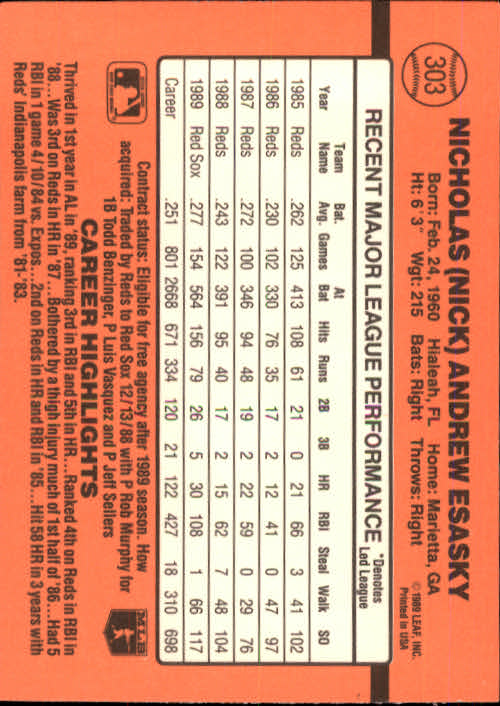 303
NICHOLAS (NICK) ANDREW ESASKY
Born: Feb. 24, 1960 Hialeah, FL Home: Marietta, GA
Ht: 6' 3" Wgt: 215 Bats: Right Throws: Right
© 1989 LEAF, INC.
Printed in USA
RECENT MAJOR LEAGUE PERFORMANCE *Denotes Led League
Year Team Name Bat. Avg. Games At Bat Hits Runs 2B 3B HR RBI Steal Walk SO
1985 Reds .262 125 413 108 61 21 0 21 66 3 41 102
1986 Reds .230 102 330 76 35 17 2 12 41 0 47 97
1987 Reds .272 100 346 94 48 19 2 22 59 0 29 76
1988 Reds .243 122 391 95 40 17 2 15 62 7 48 104
1989 Red Sox .277 154 564 156 79 26 5 30 108 1 66 117
Career .251 801 2668 671 334 120 21 122 427 18 310 698
Contract status: Eligible for free agency after 1989 season. How
acquired: Traded by Reds to Red Sox 12/13/88 with P Rob Murphy for
1B Todd Benzinger, P Luis Vasquez and P Jeff Sellers
MLB
CAREER HIGHLIGHTS
Thrived in 1st year in AL in '89, ranking 3rd in RBI and 5th in HR...Ranked 4th on Reds in RBI in
'88...Was 3rd on Reds in HR in '87...Bothered by a thigh injury much of 1st half of '86...Had 5
RBI in 1 game 4/10/84 vs. Expos...2nd on Reds in HR and RBI in '85...Hit 58 HR in 3 years with
Reds' Indianapolis farm from '81-'83.